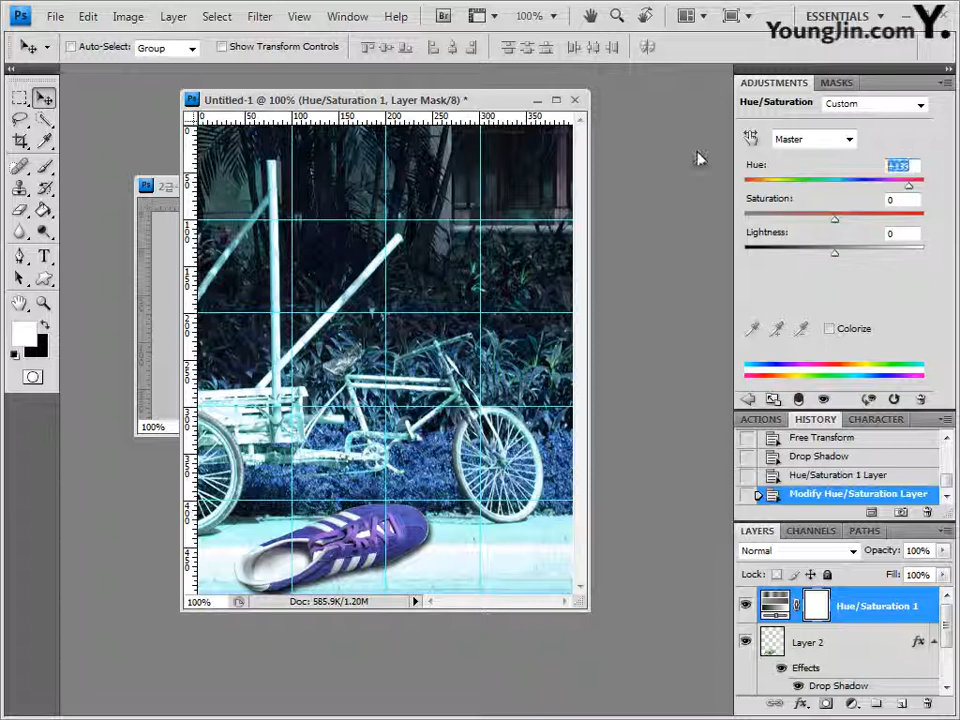 Ps File Edit Image Layer Select Filter View Window Help Br 100% ESSENTIALS
YoungJin.com Y.
Auto-Select: Group Show Transform Controls
ADJUSTMENTS MASKS
Hue/Saturation Custom
Master
Hue:
Saturation: 0
Lightness: 0
Colorize
Ps Untitled-1 @ 100% (Hue/Saturation 1, Layer Mask/8) *
0 50 100 150 200 250 300 350
Ps
100%
100% Doc: 585.9K/1.20M
ACTIONS HISTORY CHARACTER
Free Transform
Drop Shadow
Hue/Saturation 1 Layer
Modify Hue/Saturation Layer
LAYERS CHANNELS PATHS
Normal Opacity: 100%
Lock: Fill: 100%
Hue/Saturation 1
Layer 2 fx
Effects
Drop Shadow